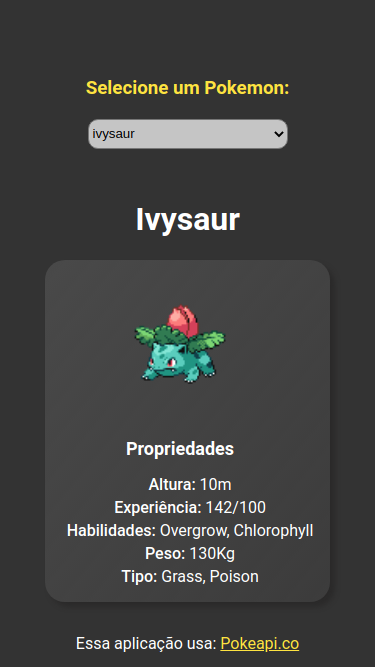 Selecione um Pokemon:
ivysaur
Ivysaur
Propriedades
Altura: 10m
Experiência: 142/100
Habilidades: Overgrow, Chlorophyll
Peso: 130Kg
Tipo: Grass, Poison
Essa aplicação usa: Pokeapi.co